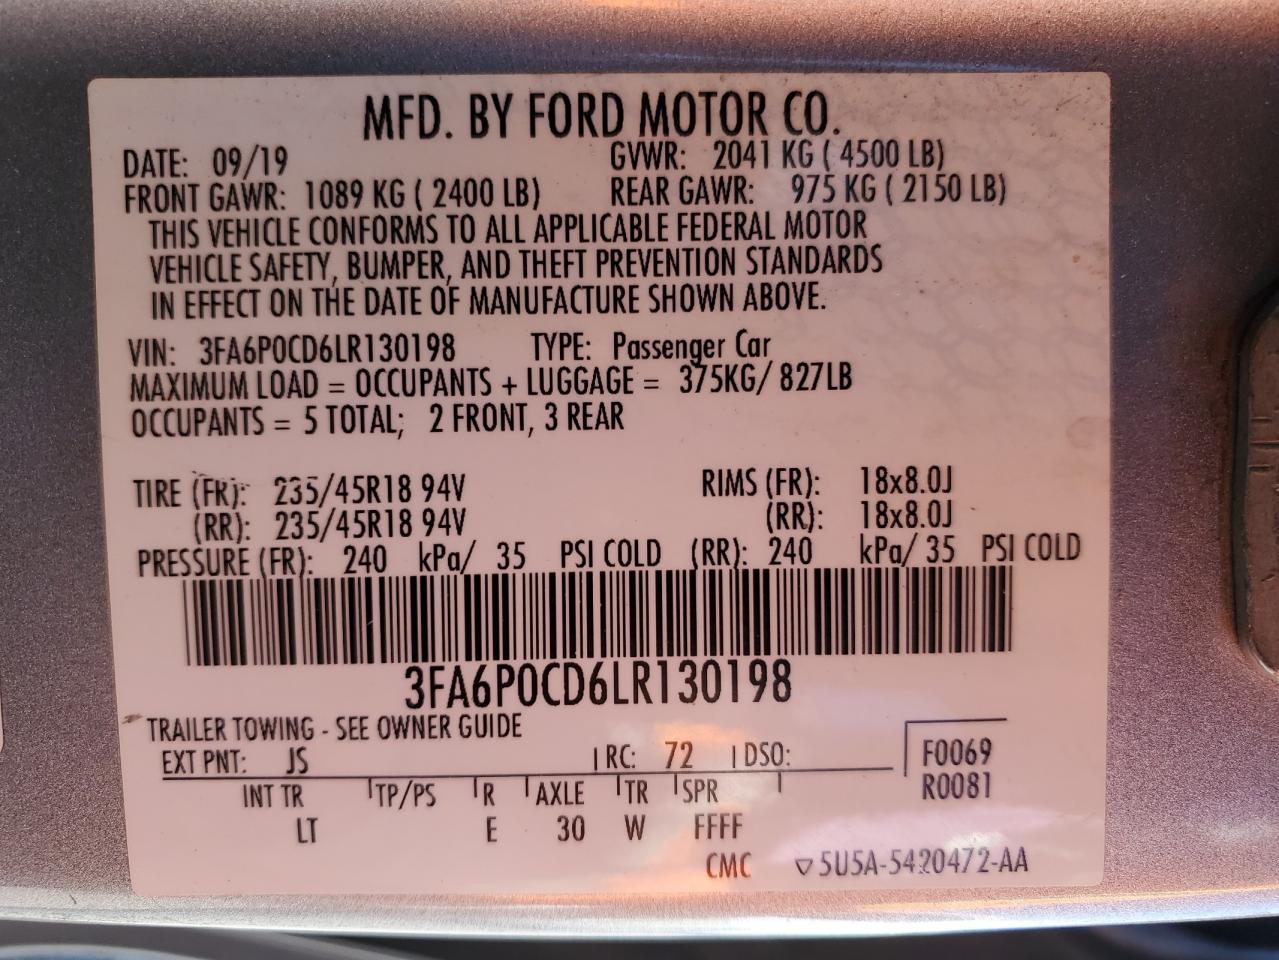 MFD. BY FORD MOTOR CO.
DATE: 09/19 GVWR: 2041 KG ( 4500 LB)
FRONT GAWR: 1089 KG ( 2400 LB) REAR GAWR: 975 KG ( 2150 LB)
THIS VEHICLE CONFORMS TO ALL APPLICABLE FEDERAL MOTOR
VEHICLE SAFETY, BUMPER, AND THEFT PREVENTION STANDARDS
IN EFFECT ON THE DATE OF MANUFACTURE SHOWN ABOVE.
VIN: 3FA6P0CD6LR130198 TYPE: Passenger Car
MAXIMUM LOAD = OCCUPANTS + LUGGAGE = 375KG/ 827LB
OCCUPANTS = 5 TOTAL; 2 FRONT, 3 REAR
TIRE (FR): 235/45R18 94V RIMS (FR): 18x8.0J
(RR): 235/45R18 94V (RR): 18x8.0J
PRESSURE (FR): 240 kPa/ 35 PSI COLD (RR): 240 kPa/ 35 PSI COLD
3FA6P0CD6LR130198
TRAILER TOWING - SEE OWNER GUIDE
EXT PNT: JS RC: 72 DSO: F0069
INT TR TP/PS R AXLE TR SPR R0081
LT E 30 W FFFF
CMC ▽5U5A-5420472-AA